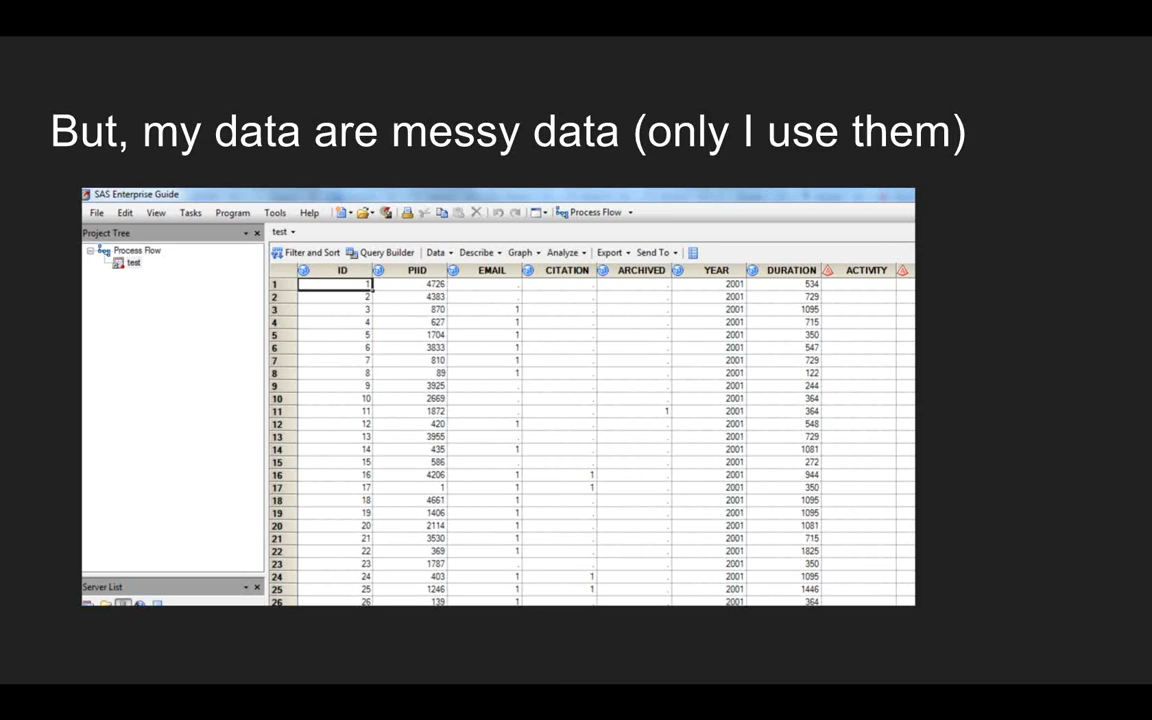 But, my data are messy data (only I use them)
SAS Enterprise Guide
File Edit View Tasks Program Tools Help Process Flow
Project Tree
Process Flow
test
test
Filter and Sort Query Builder Data Describe Graph Analyze Export Send To
ID PIID EMAIL CITATION ARCHIVED YEAR DURATION ACTIVITY
1 1 4726 . . . 2001 534
2 2 4383 . . . 2001 729
3 3 870 1 . . 2001 1095
4 4 627 1 . . 2001 715
5 5 1704 1 . . 2001 350
6 6 3833 1 . . 2001 547
7 7 810 1 . . 2001 729
8 8 89 1 . . 2001 122
9 9 3925 . . . 2001 244
10 10 2669 . . . 2001 364
11 11 1872 . . 1 2001 364
12 12 420 1 . . 2001 548
13 13 3955 . . . 2001 729
14 14 435 1 . . 2001 1081
15 15 586 . . . 2001 272
16 16 4206 1 1 . 2001 944
17 17 1 1 1 . 2001 350
18 18 4661 1 . . 2001 1095
19 19 1406 1 . . 2001 1095
20 20 2114 1 . . 2001 1081
21 21 3530 1 . . 2001 715
22 22 369 1 . . 2001 1825
23 23 1787 . . . 2001 350
24 24 403 1 1 . 2001 1095
25 25 1246 1 1 . 2001 1446
26 26 139 1 . . 2001 364
Server List